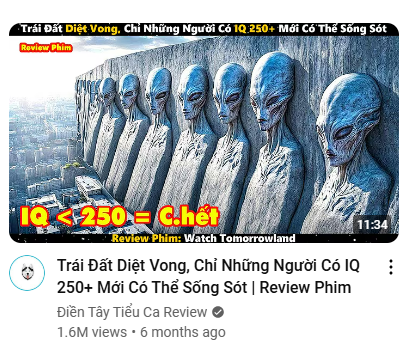 Trái Đất Diệt Vong, Chỉ Những Người Có IQ 250+ Mới Có Thể Sống Sót
Review Phim
IQ < 250 = C.hết
11:34
Review Phim: Watch Tomorrowland
Trái Đất Diệt Vong, Chỉ Những Người Có IQ
250+ Mới Có Thể Sống Sót | Review Phim
Điền Tây Tiểu Ca Review
1.6M views • 6 months ago